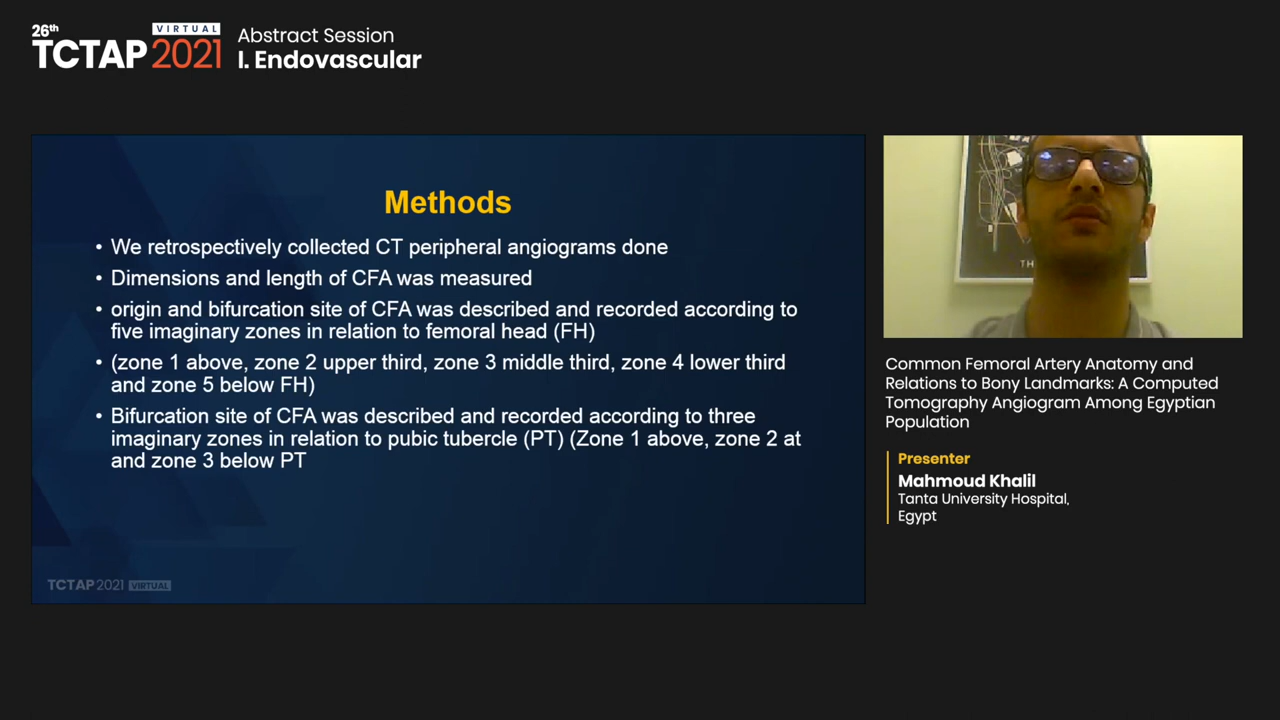 26th
VIRTUAL
TCTAP 2021
Abstract Session
I. Endovascular
Methods
• We retrospectively collected CT peripheral angiograms done
• Dimensions and length of CFA was measured
• origin and bifurcation site of CFA was described and recorded according to
five imaginary zones in relation to femoral head (FH)
• (zone 1 above, zone 2 upper third, zone 3 middle third, zone 4 lower third
and zone 5 below FH)
• Bifurcation site of CFA was described and recorded according to three
imaginary zones in relation to pubic tubercle (PT) (Zone 1 above, zone 2 at
and zone 3 below PT
TCTAP 2021 VIRTUAL
TH
Common Femoral Artery Anatomy and
Relations to Bony Landmarks: A Computed
Tomography Angiogram Among Egyptian
Population
Presenter
Mahmoud Khalil
Tanta University Hospital,
Egypt